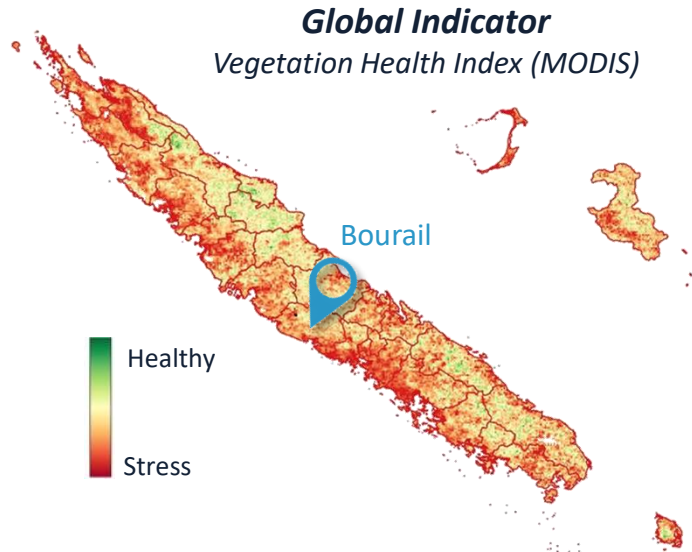 Global Indicator
Vegetation Health Index (MODIS)
Bourail
Healthy
Stress